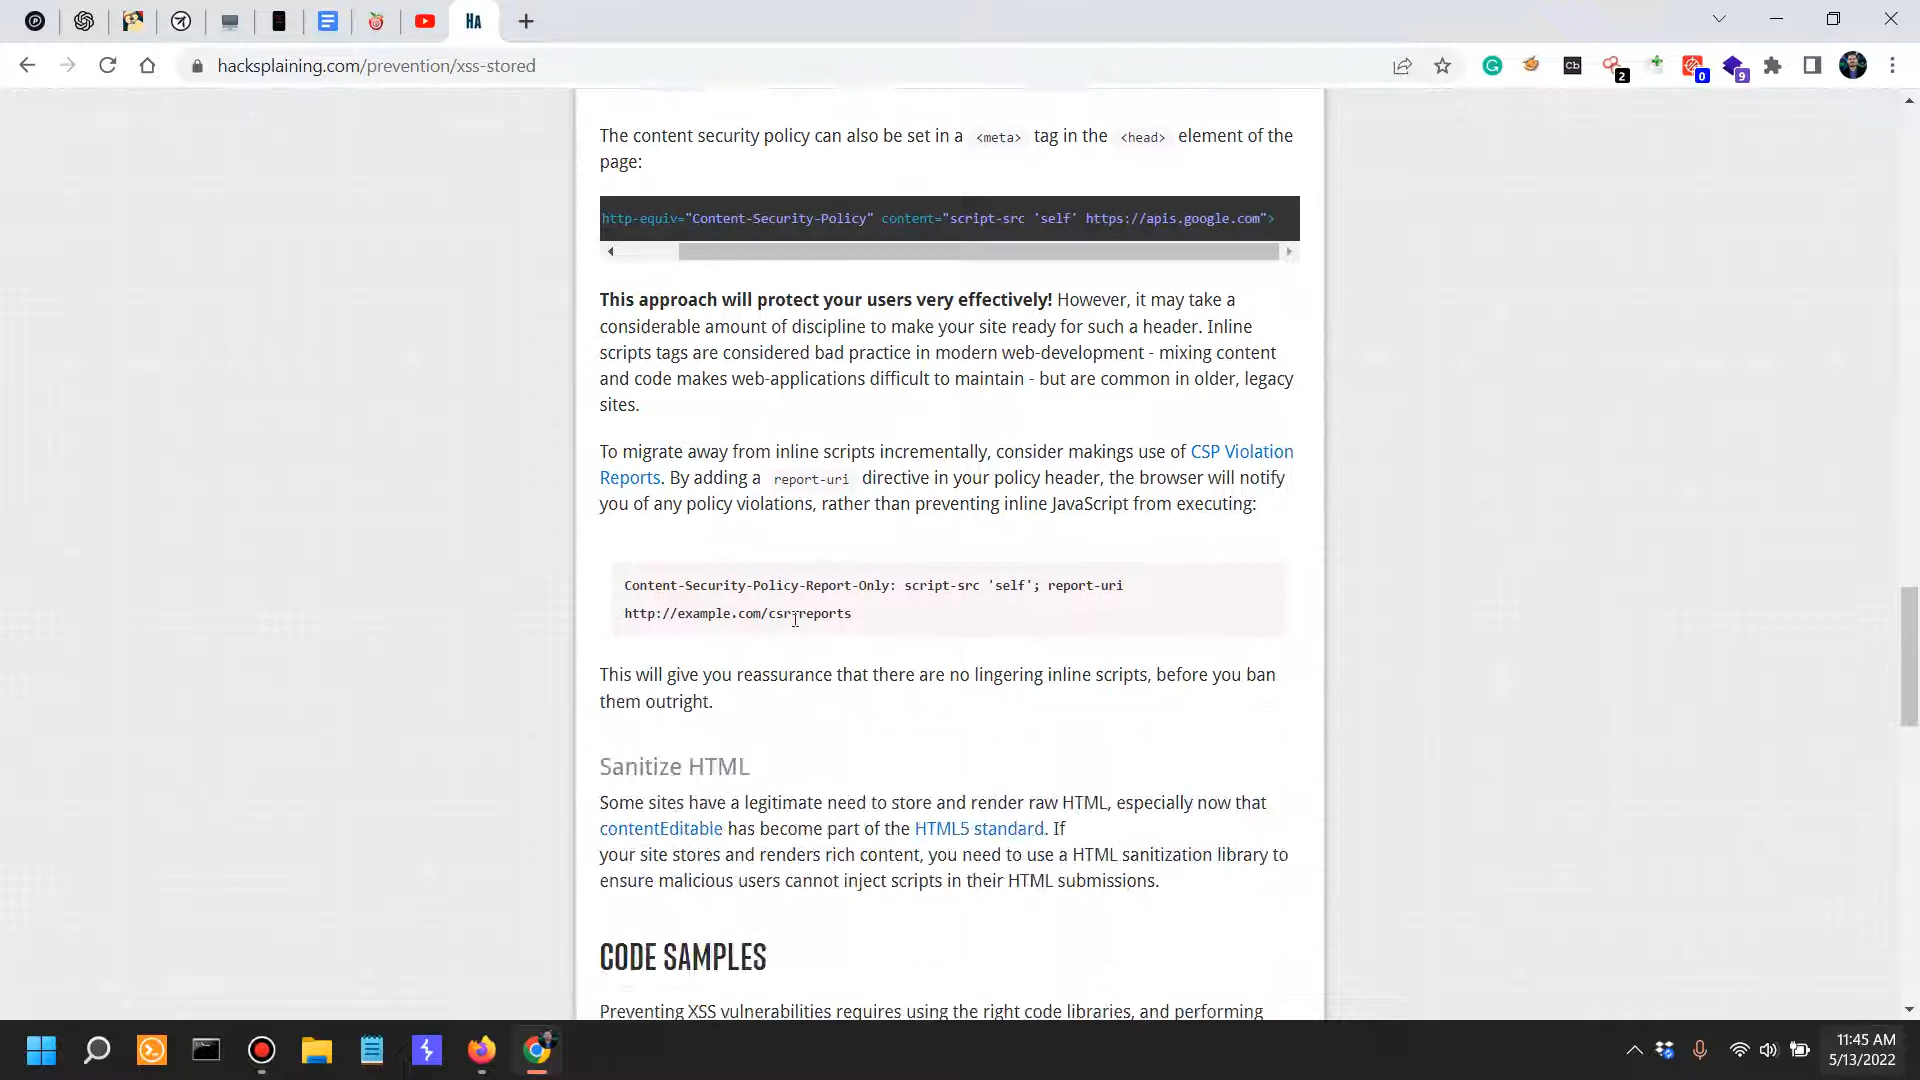 HA
hacksplaining.com/prevention/xss-stored
Cb
2
0
9
The content security policy can also be set in a <meta> tag in the <head> element of the
page:
http-equiv="Content-Security-Policy" content="script-src 'self' https://apis.google.com">
This approach will protect your users very effectively! However, it may take a
considerable amount of discipline to make your site ready for such a header. Inline
scripts tags are considered bad practice in modern web-development - mixing content
and code makes web-applications difficult to maintain - but are common in older, legacy
sites.
To migrate away from inline scripts incrementally, consider makings use of CSP Violation
Reports. By adding a report-uri directive in your policy header, the browser will notify
you of any policy violations, rather than preventing inline JavaScript from executing:
Content-Security-Policy-Report-Only: script-src 'self'; report-uri
http://example.com/csr-reports
This will give you reassurance that there are no lingering inline scripts, before you ban
them outright.
Sanitize HTML
Some sites have a legitimate need to store and render raw HTML, especially now that
contentEditable has become part of the HTML5 standard. If
your site stores and renders rich content, you need to use a HTML sanitization library to
ensure malicious users cannot inject scripts in their HTML submissions.
CODE SAMPLES
Preventing XSS vulnerabilities requires using the right code libraries, and performing
11:45 AM
5/13/2022